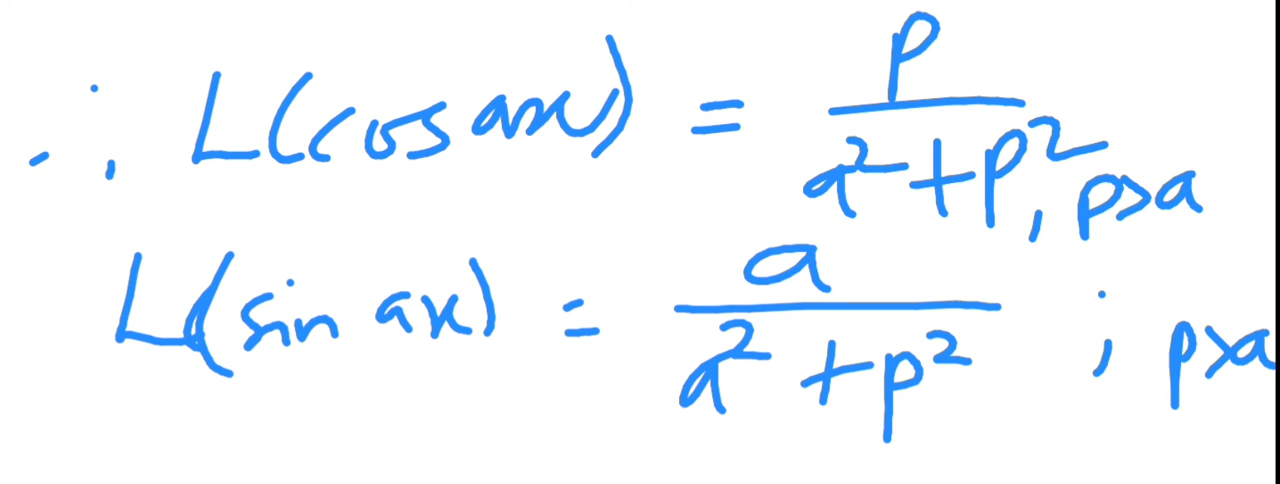 ∴ L(cos ax) = p / (a² + p²), p>a
L(sin ax) = a / (a² + p²) ; p>a